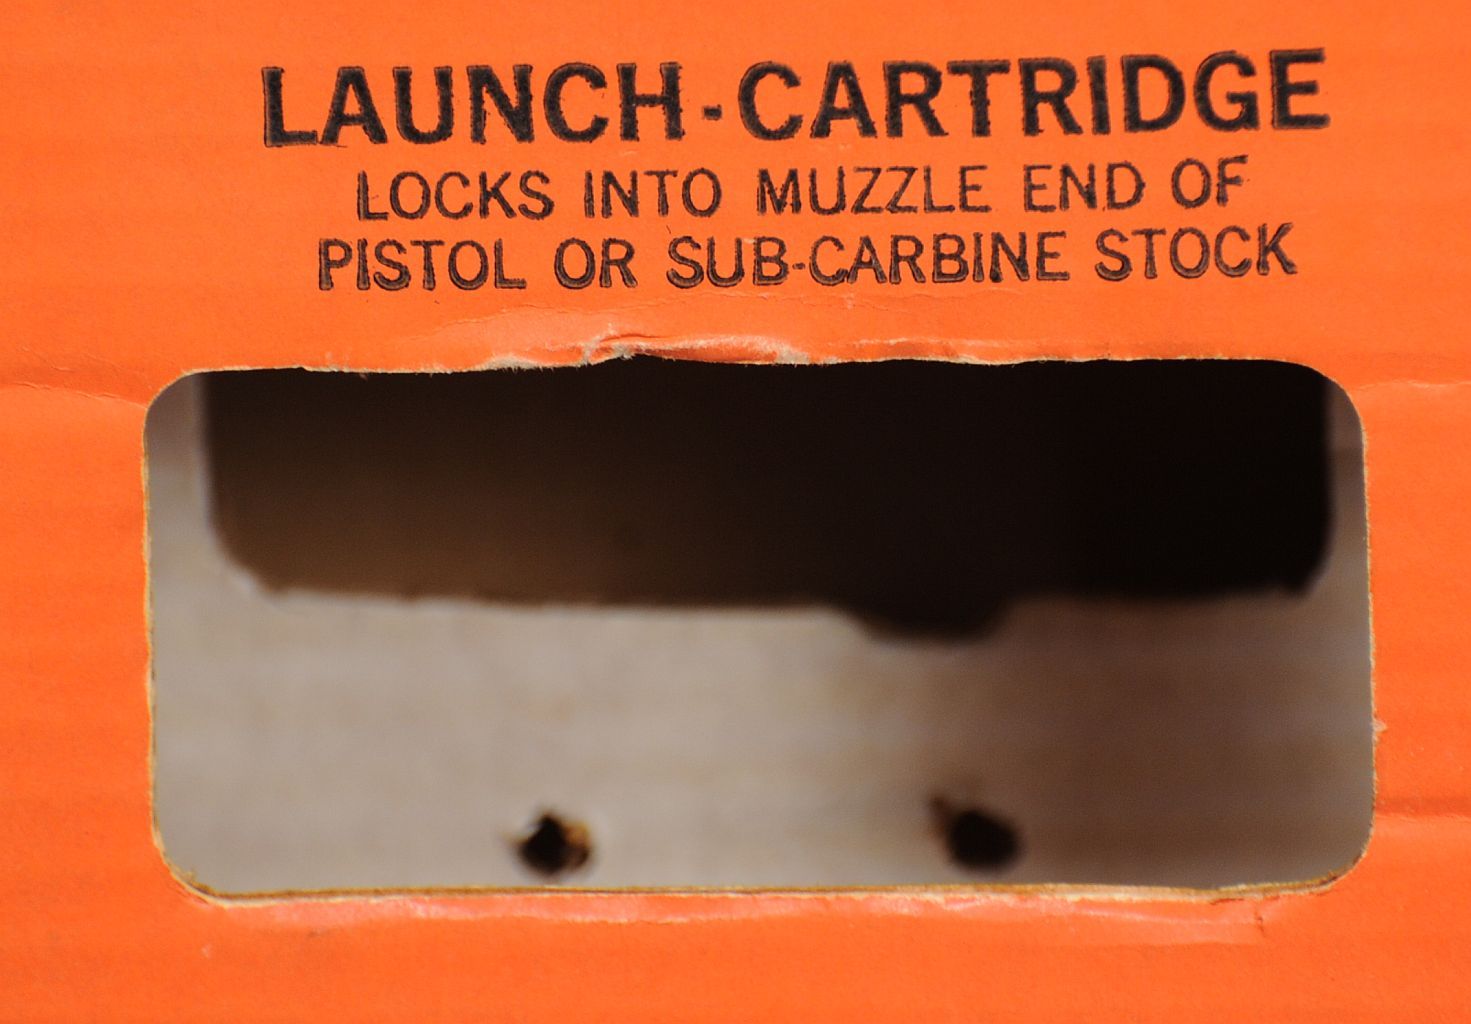 LAUNCH-CARTRIDGE
LOCKS INTO MUZZLE END OF
PISTOL OR SUB-CARBINE STOCK